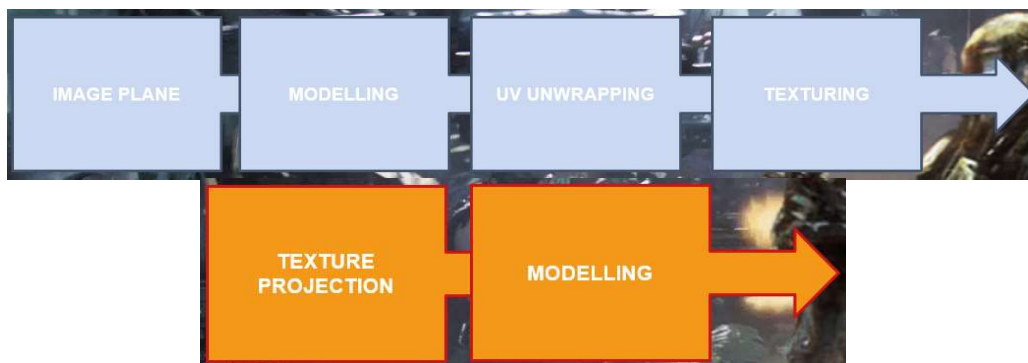 IMAGE PLANE
MODELLING
UV UNWRAPPING
TEXTURING
TEXTURE
PROJECTION
MODELLING